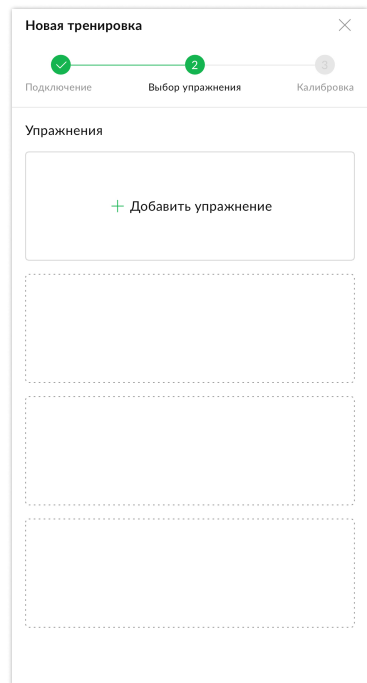 Новая тренировка
2
3
Подключение
Выбор упражнения
Калибровка
Упражнения
Добавить упражнение